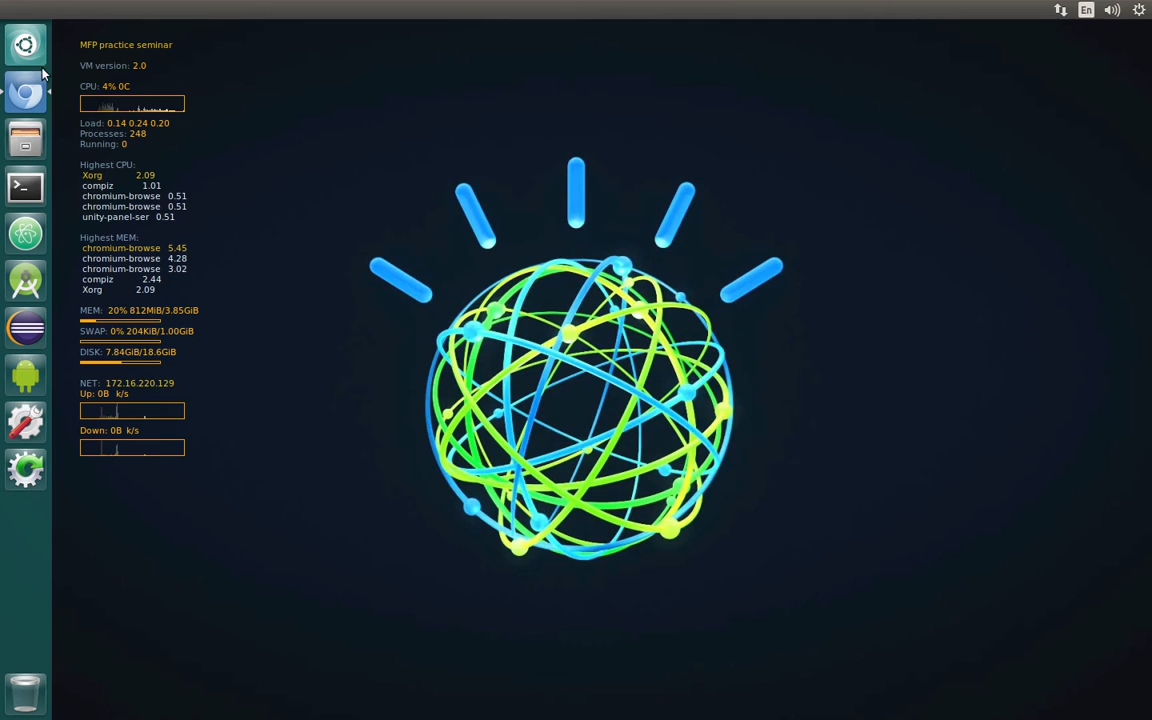 En
MFP practice seminar
VM version: 2.0
CPU: 4% 0C
Load: 0.14 0.24 0.20
Processes: 248
Running: 0
Highest CPU:
Xorg 2.09
compiz 1.01
chromium-browse 0.51
chromium-browse 0.51
unity-panel-ser 0.51
Highest MEM:
chromium-browse 5.45
chromium-browse 4.28
chromium-browse 3.02
compiz 2.44
Xorg 2.09
MEM: 20% 812MiB/3.85GiB
SWAP: 0% 204KiB/1.00GiB
DISK: 7.84GiB/18.6GiB
NET: 172.16.220.129
Up: 0B k/s
Down: 0B k/s